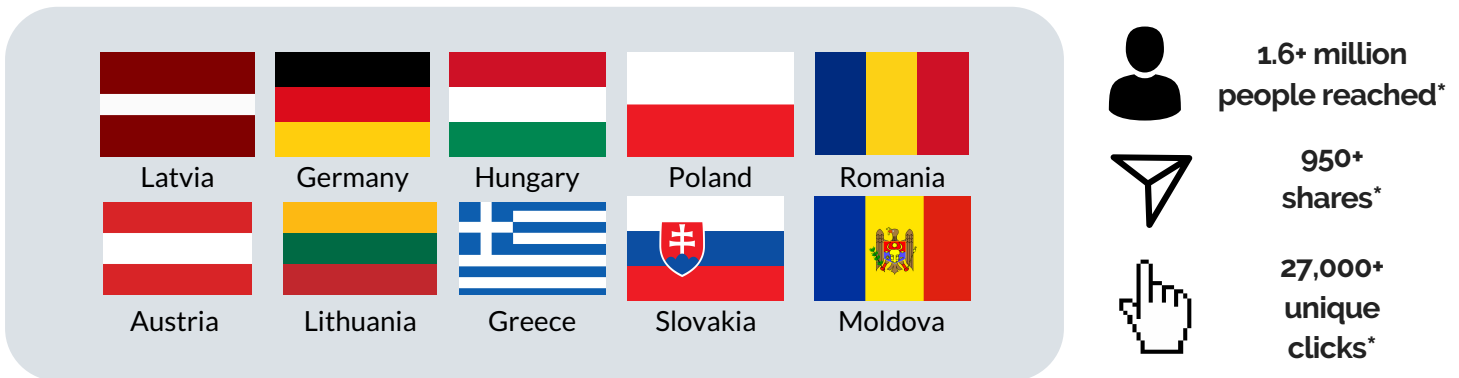 Latvia
Germany
Hungary
Poland
Romania
Austria
Lithuania
Greece
Slovakia
Moldova
1.6+ million
people reached*
950+
shares*
27,000+
unique
clicks*